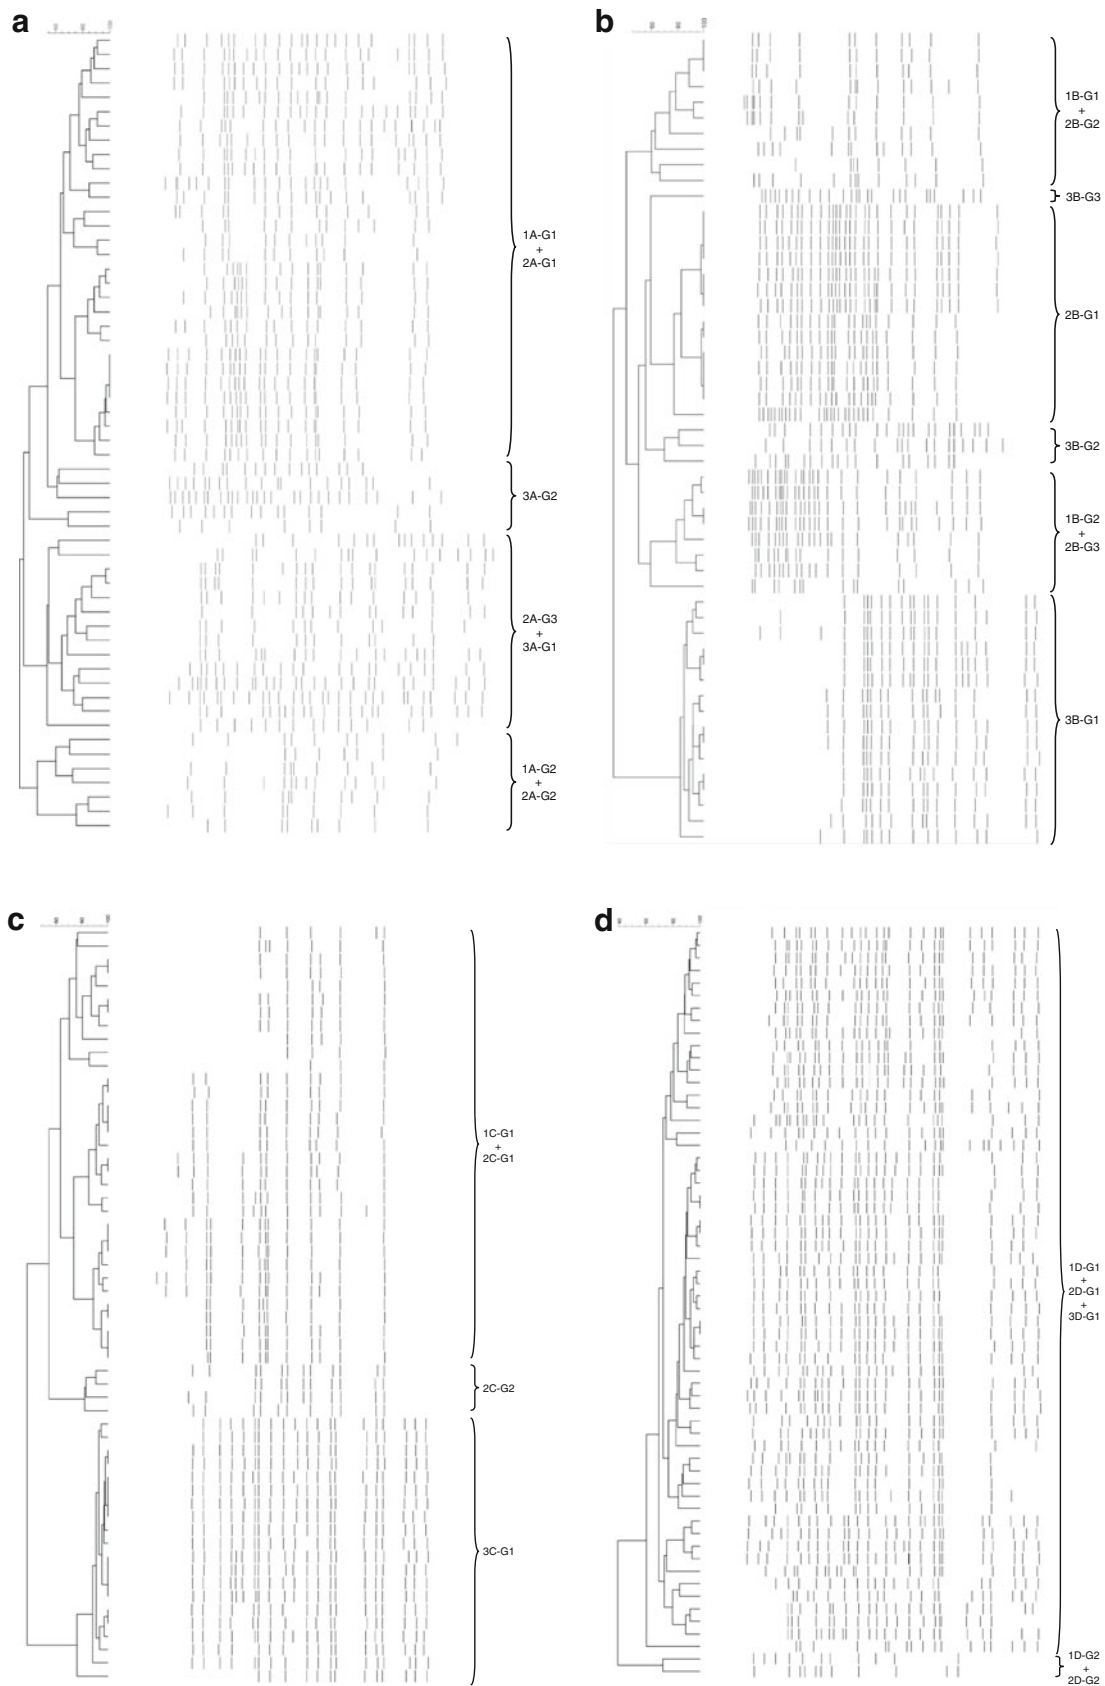 a
1A-G1
+
2A-G1
3A-G2
2A-G3
+
3A-G1
1A-G2
+
2A-G2
b
1B-G1
+
2B-G2
3B-G3
2B-G1
3B-G2
1B-G2
+
2B-G3
3B-G1
c
1C-G1
+
2C-G1
2C-G2
3C-G1
d
1D-G1
+
2D-G1
+
3D-G1
1D-G2
+
2D-G2